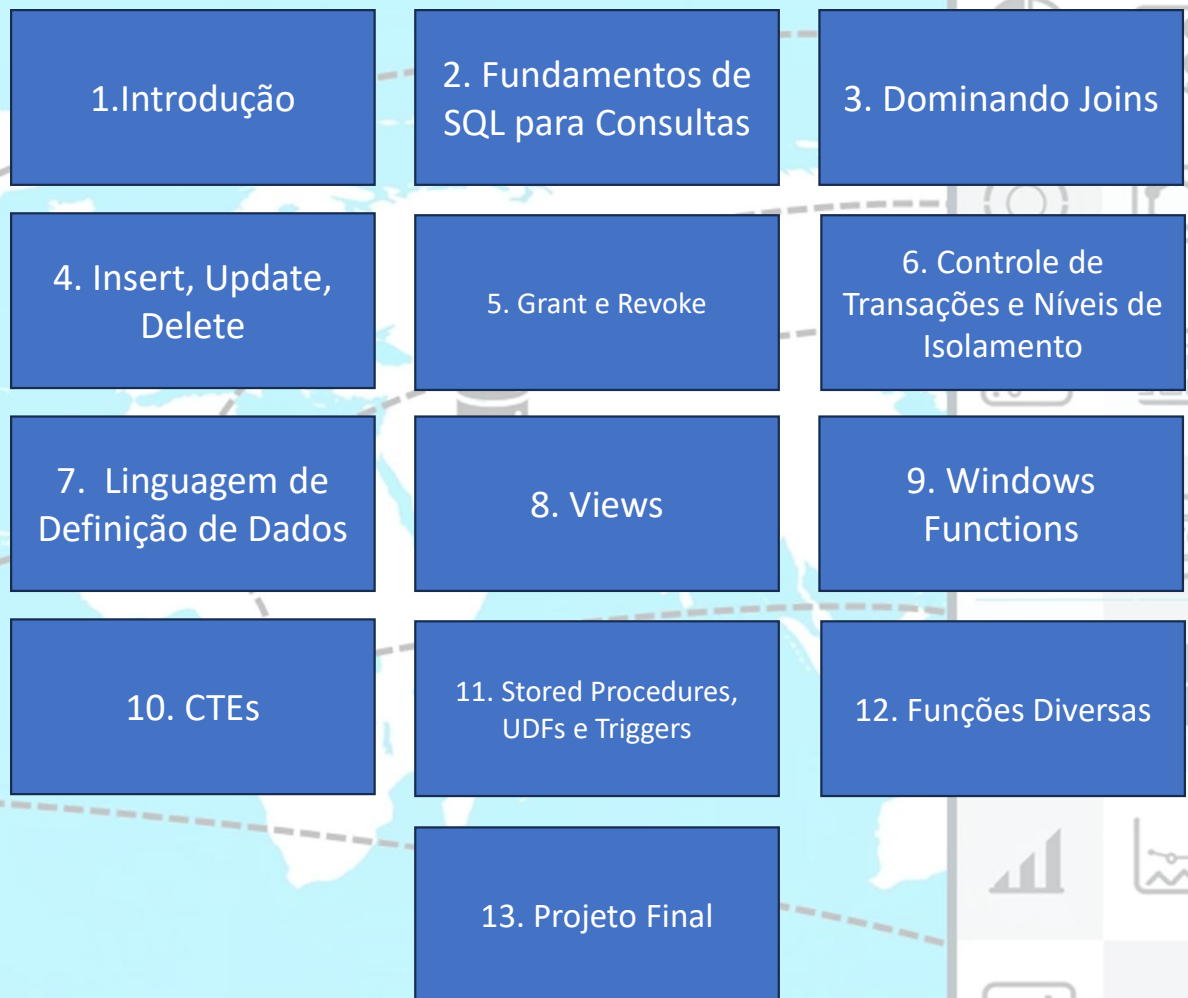 1.Introdução
2. Fundamentos de
SQL para Consultas
3. Dominando Joins
4. Insert, Update,
Delete
5. Grant e Revoke
6. Controle de
Transações e Níveis de
Isolamento
7. Linguagem de
Definição de Dados
8. Views
9. Windows
Functions
10. CTEs
11. Stored Procedures,
UDFs e Triggers
12. Funções Diversas
13. Projeto Final